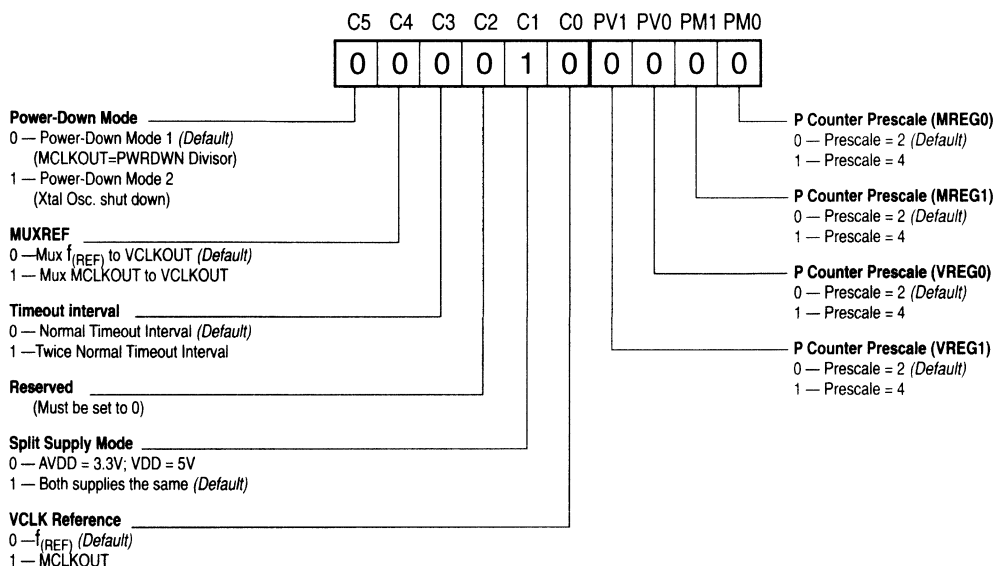 C5 C4 C3 C2 C1 C0 PV1 PV0 PM1 PM0
0 0 0 0 1 0 0 0 0 0
Power-Down Mode
0 — Power-Down Mode 1 (Default)
(MCLKOUT=PWRDWN Divisor)
1 — Power-Down Mode 2
(Xtal Osc. shut down)
MUXREF
0 —Mux f(REF) to VCLKOUT (Default)
1 — Mux MCLKOUT to VCLKOUT
Timeout interval
0 — Normal Timeout Interval (Default)
1 —Twice Normal Timeout Interval
Reserved
(Must be set to 0)
Split Supply Mode
0 — AVDD = 3.3V; VDD = 5V
1 — Both supplies the same (Default)
VCLK Reference
0 —f(REF) (Default)
1 — MCLKOUT
P Counter Prescale (MREG0)
0 — Prescale = 2 (Default)
1 — Prescale = 4
P Counter Prescale (MREG1)
0 — Prescale = 2 (Default)
1 — Prescale = 4
P Counter Prescale (VREG0)
0 — Prescale = 2 (Default)
1 — Prescale = 4
P Counter Prescale (VREG1)
0 — Prescale = 2 (Default)
1 — Prescale = 4